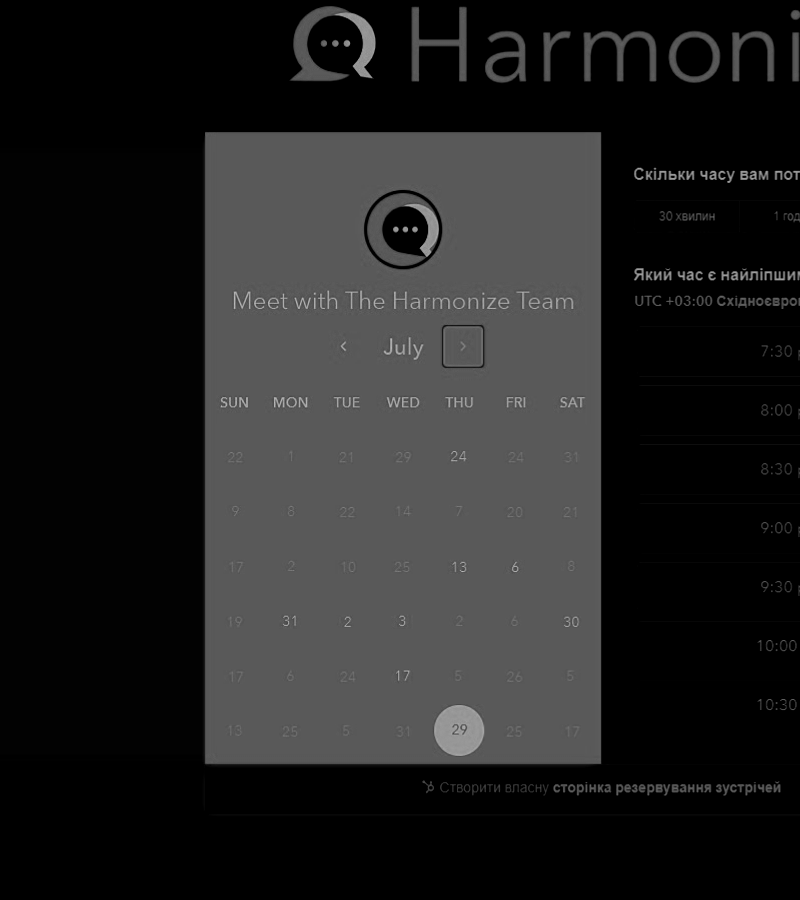 Harmoni
Meet with The Harmonize Team
July
SUN MON TUE WED THU FRI SAT
22 1 21 29 24 24 31
9 8 22 14 7 20 21
17 2 10 25 13 6 8
19 31 2 3 2 6 30
17 6 24 17 5 26 5
13 25 5 31 29 25 17
Скільки часу вам пот
30 хвилин 1 год
Який час є найліпшим
UTC +03:00 Східноєвро
7:30 p
8:00 p
8:30 p
9:00 p
9:30 p
10:00
10:30
Створити власну сторінка резервування зустрічей